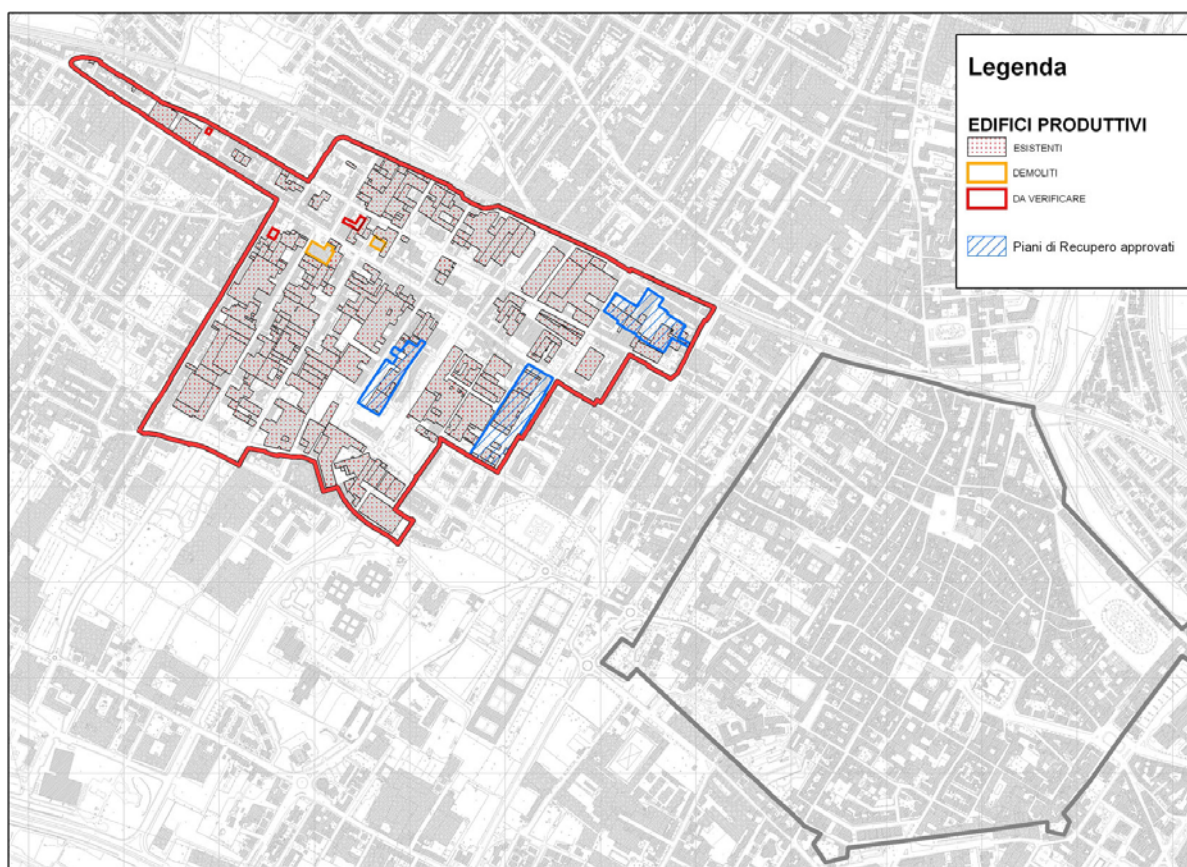 Legenda
EDIFICI PRODUTTIVI
ESISTENTI
DEMOLITI
DA VERIFICARE
Piani di Recupero approvati